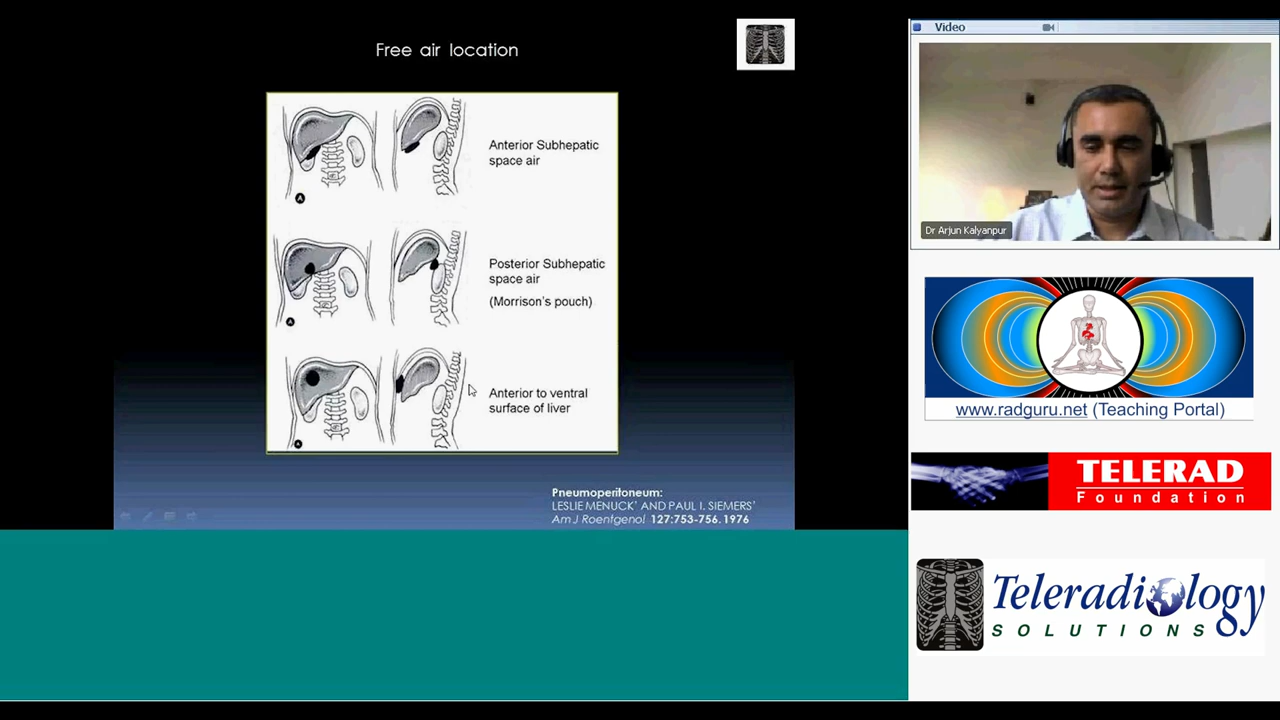 Free air location
Anterior Subhepatic
space air
A
Posterior Subhepatic
space air
(Morrison's pouch)
A
Anterior to ventral
surface of liver
A
Pneumoperitoneum:
LESLIE MENUCK' AND PAUL I. SIEMERS'
Am J Roentgenol 127:753-756.1976
Video
Dr Arjun Kalyanpur
www.radguru.net (Teaching Portal)
TELERAD
Foundation
Teleradiology
SOLUTIONS